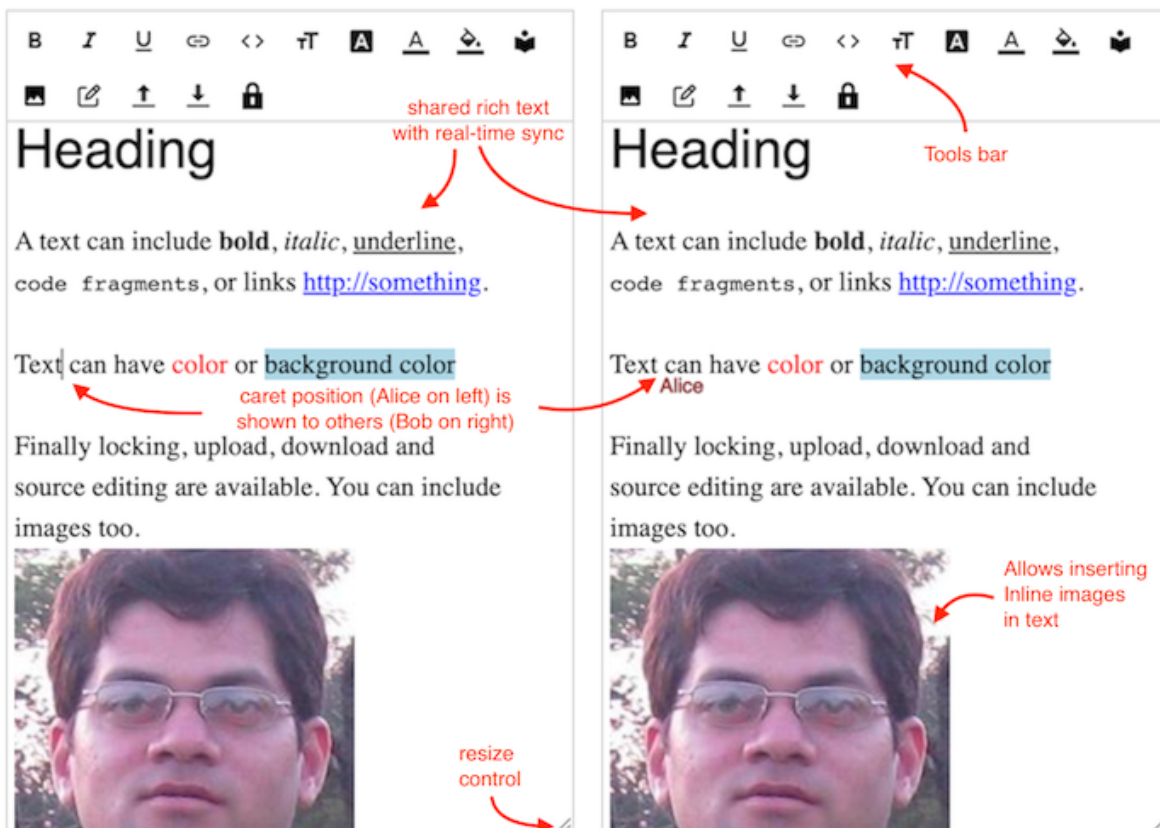 B I U <> TT A A
B I U <> TT A A
shared rich text
with real-time sync
Tools bar
Heading
Heading
A text can include bold, italic, underline,
code fragments, or links http://something.
A text can include bold, italic, underline,
code fragments, or links http://something.
Text can have color or background color
Text can have color or background color
Alice
caret position (Alice on left) is
shown to others (Bob on right)
Finally locking, upload, download and
source editing are available. You can include
images too.
Finally locking, upload, download and
source editing are available. You can include
images too.
Allows inserting
Inline images
in text
resize
control